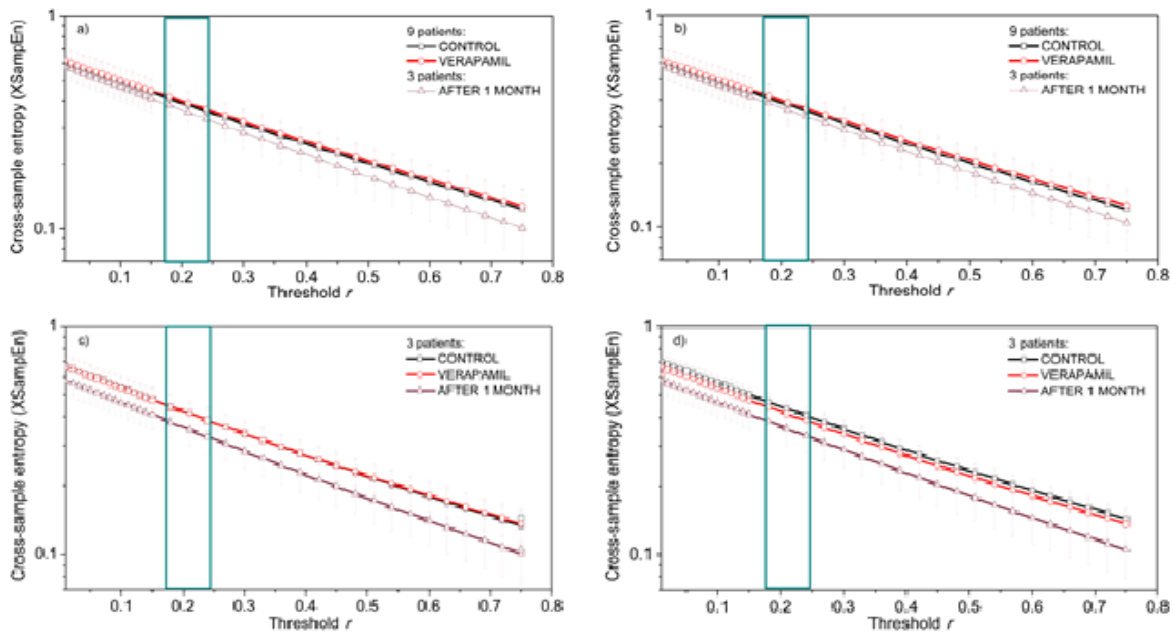 a)
9 patients:
CONTROL
VERAPAMIL
3 patients:
AFTER 1 MONTH
Cross-sample entropy (XSampEn)
1
0.1
0.1 0.2 0.3 0.4 0.5 0.6 0.7 0.8
Threshold r
b)
9 patients:
CONTROL
VERAPAMIL
3 patients:
AFTER 1 MONTH
Cross-sample entropy (XSampEn)
1
0.1
0.1 0.2 0.3 0.4 0.5 0.6 0.7 0.8
Threshold r
c)
3 patients:
CONTROL
VERAPAMIL
AFTER 1 MONTH
Cross-sample entropy (XSampEn)
1
0.1
0.1 0.2 0.3 0.4 0.5 0.6 0.7 0.8
Threshold r
d)
3 patients:
CONTROL
VERAPAMIL
AFTER 1 MONTH
Cross-sample entropy (XSampEn)
1
0.1
0.1 0.2 0.3 0.4 0.5 0.6 0.7 0.8
Threshold r